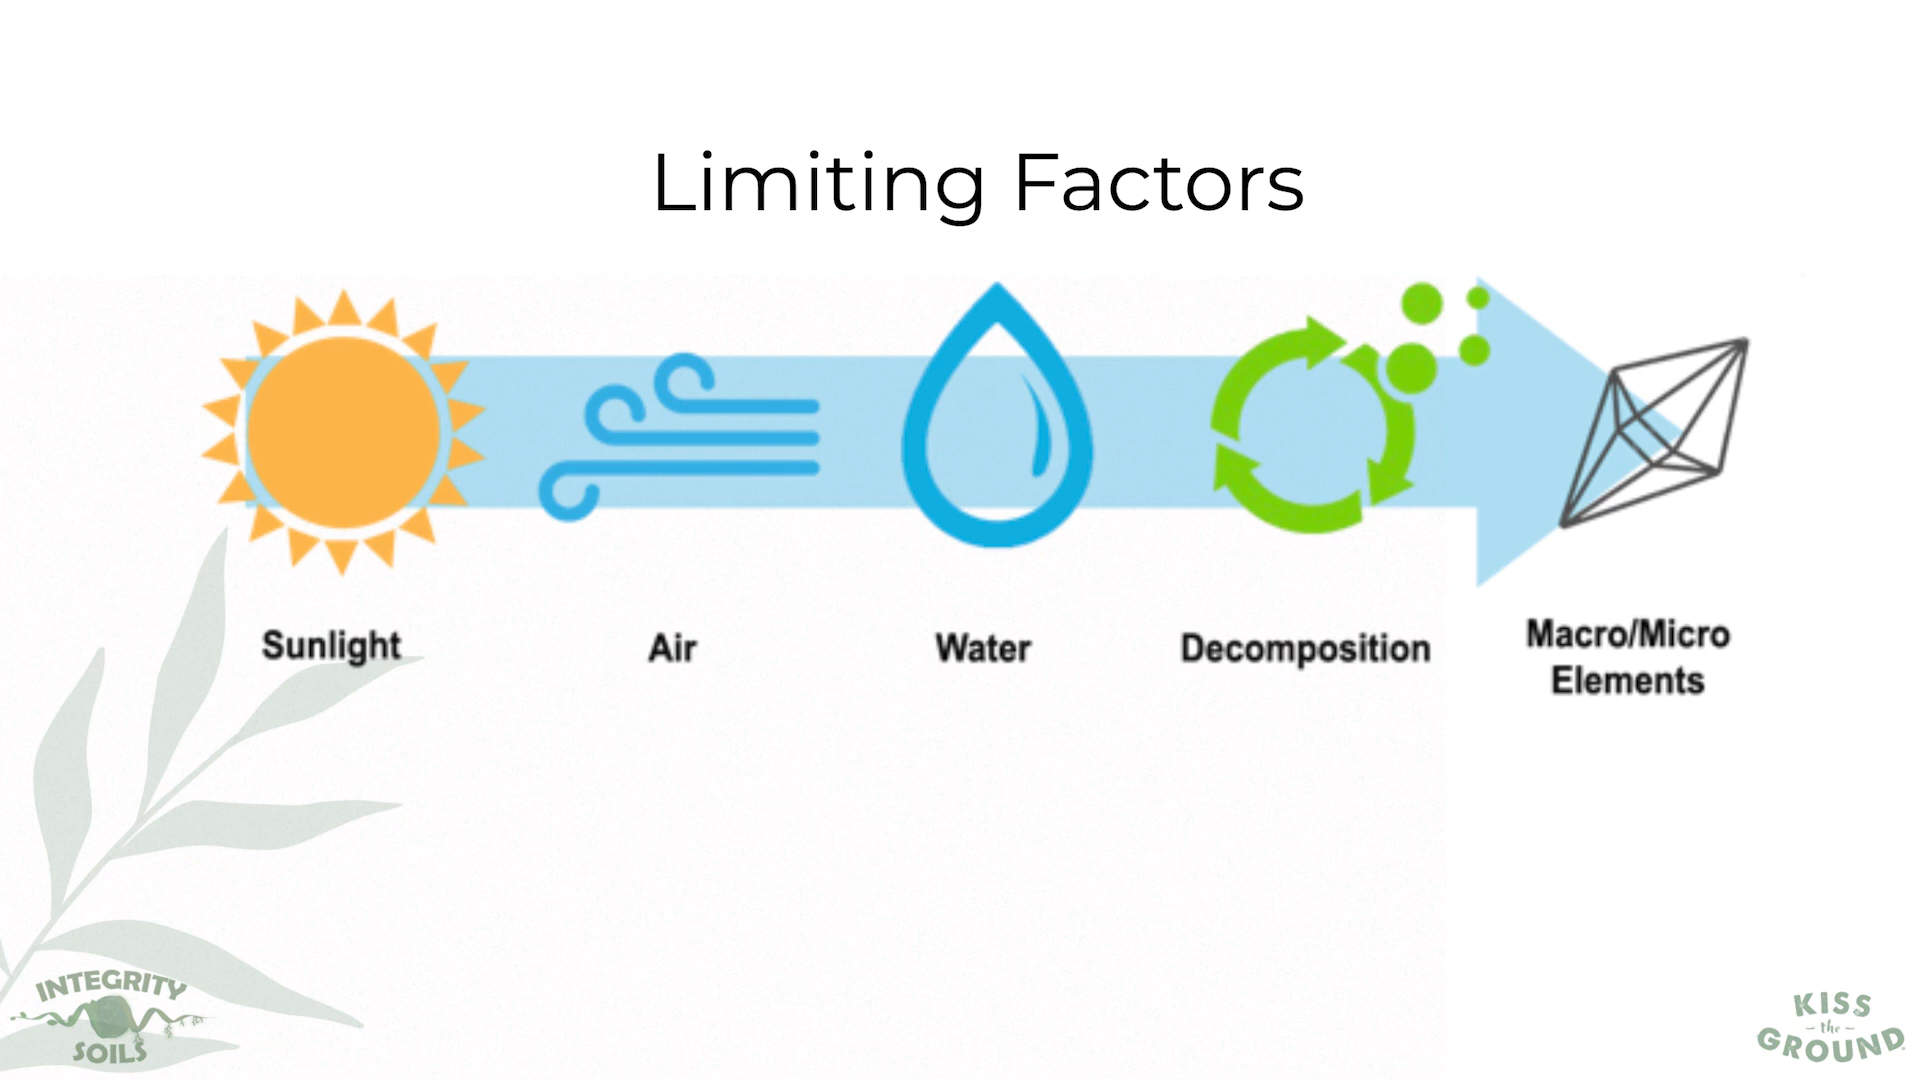 Limiting Factors
Sunlight
Air
Water
Decomposition
Macro/Micro
Elements
INTEGRITY
SOILS
KISS
- the -
GROUND